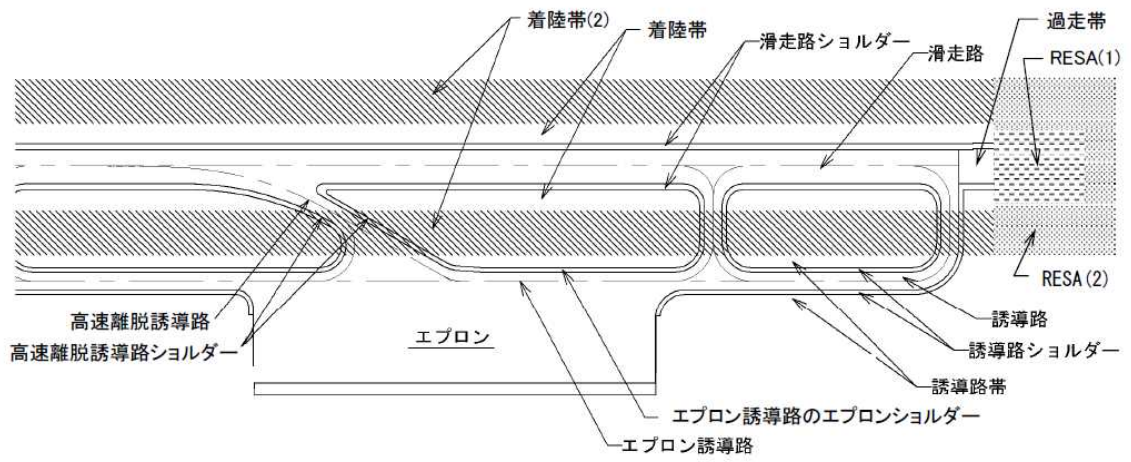 着陸帯(2)
着陸帯
滑走路ショルダー
滑走路
過走帯
RESA(1)
RESA(2)
高速離脱誘導路
高速離脱誘導路ショルダー
エプロン
誘導路
誘導路ショルダー
誘導路帯
エプロン誘導路のエプロンショルダー
エプロン誘導路